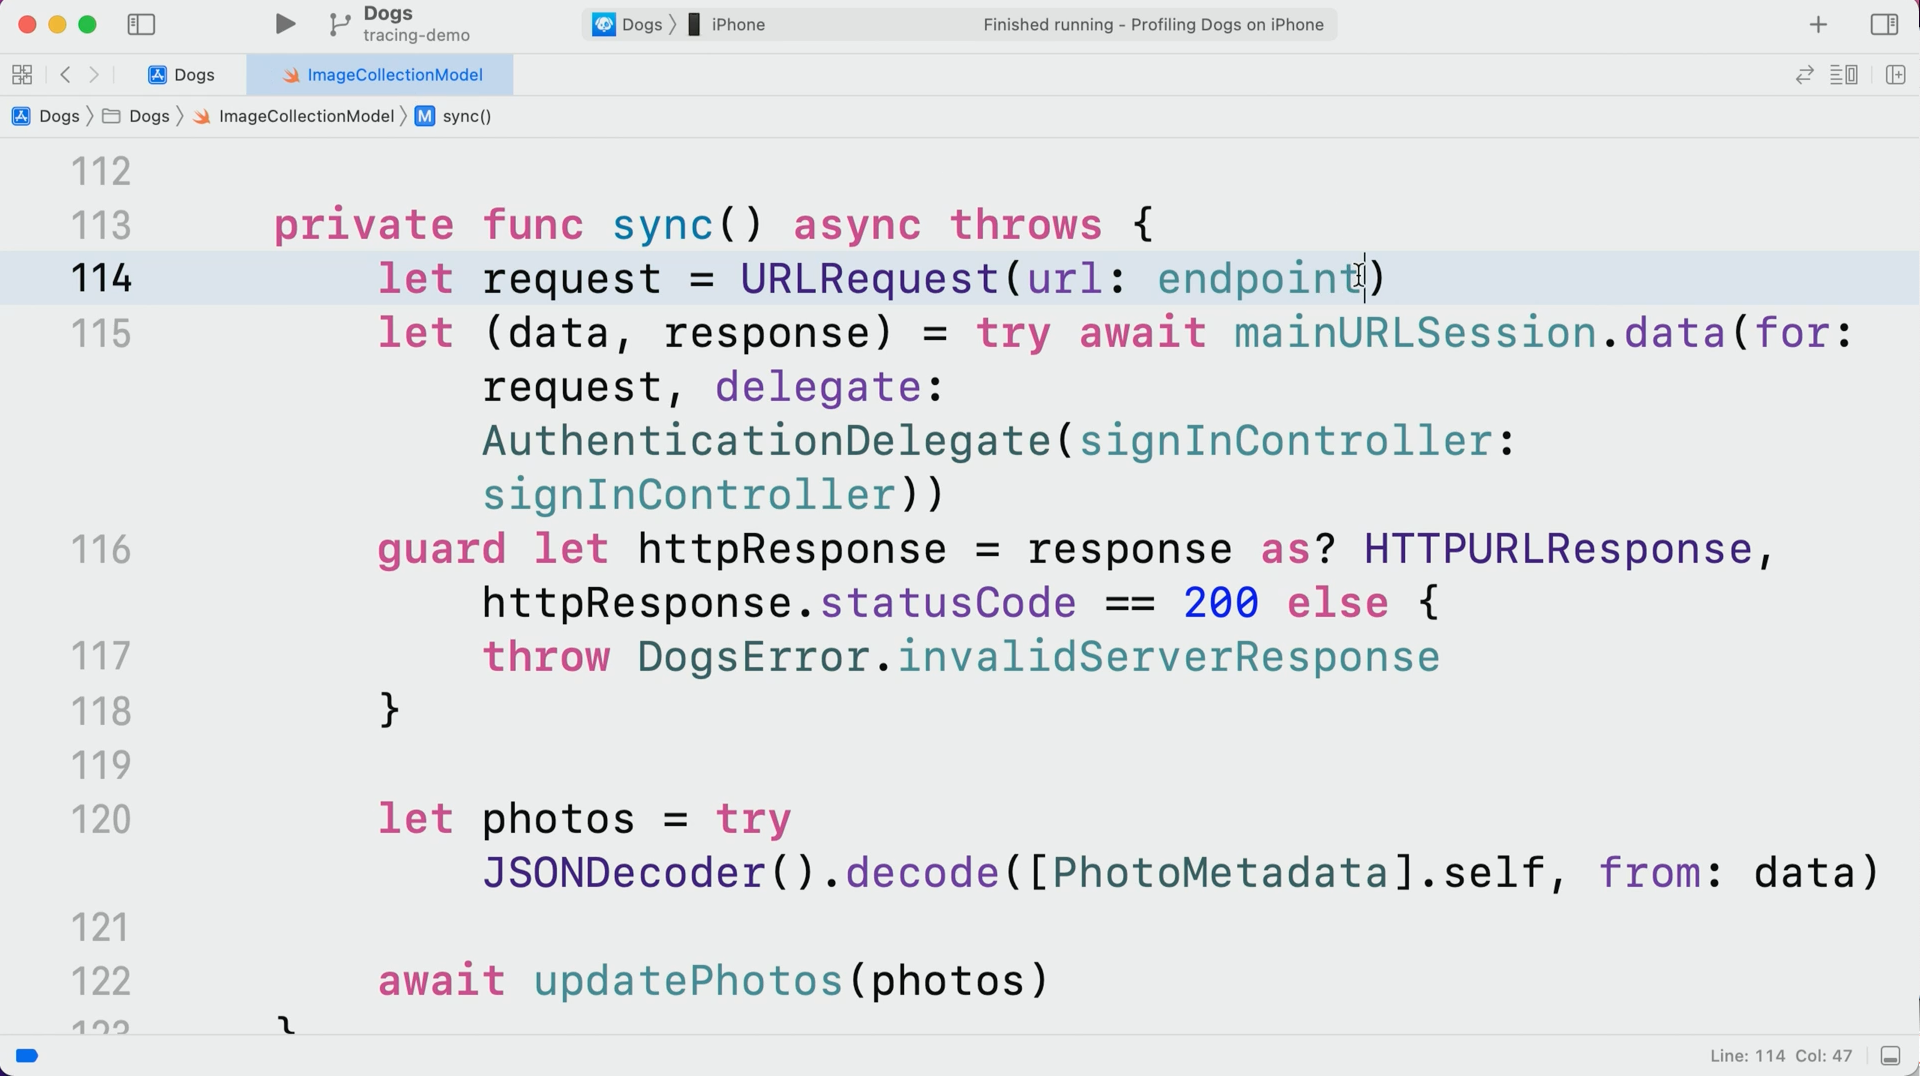 Dogs
tracing-demo
Dogs
iPhone
Finished running - Profiling Dogs on iPhone
Dogs
ImageCollectionModel
Dogs
Dogs
ImageCollectionModel
M
sync()
112
113 private func sync() async throws {
114 let request = URLRequest(url: endpoint)
115 let (data, response) = try await mainURLSession.data(for:
request, delegate:
AuthenticationDelegate(signInController:
signInController))
116 guard let httpResponse = response as? HTTPURLResponse,
httpResponse.statusCode == 200 else {
117 throw DogsError.invalidServerResponse
118 }
119
120 let photos = try
JSONDecoder().decode([PhotoMetadata].self, from: data)
121
122 await updatePhotos(photos)
123 }
Line: 114 Col: 47